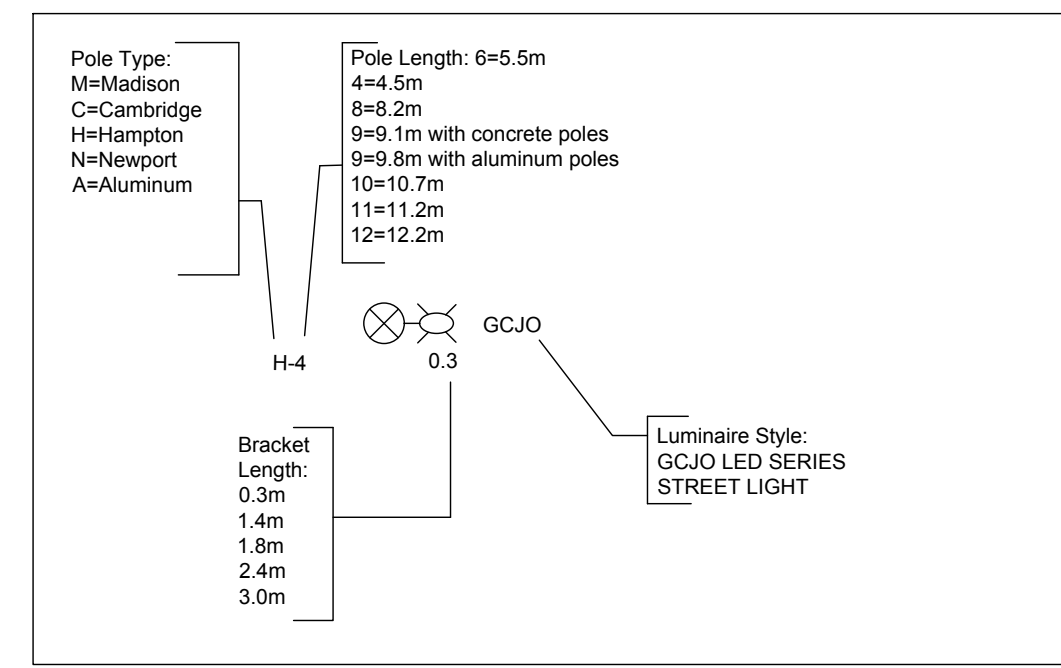 Pole Type:
M=Madison
C=Cambridge
H=Hampton
N=Newport
A=Aluminum
Pole Length: 6=5.5m
4=4.5m
8=8.2m
9=9.1m with concrete poles
9=9.8m with aluminum poles
10=10.7m
11=11.2m
12=12.2m
H-4
GCJO
0.3
Bracket
Length:
0.3m
1.4m
1.8m
2.4m
3.0m
Luminaire Style:
GCJO LED SERIES
STREET LIGHT